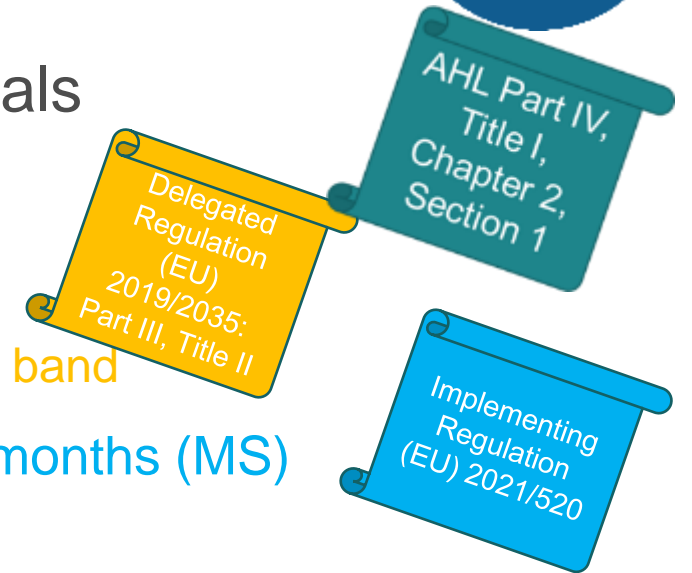 als
AHL Part IV,
Title I,
Chapter 2,
Section 1
Delegated
Regulation
(EU)
2019/2035:
Part III, Title II
band
months (MS)
Implementing
Regulation
(EU) 2021/520